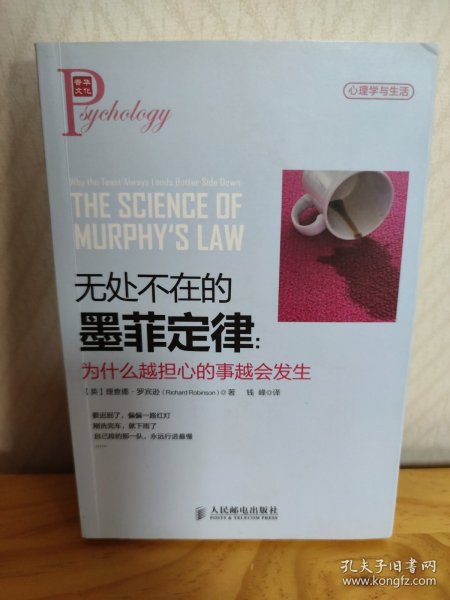 普华
文化
Psychology
心理学与生活
Why the Toast Always Lands Butter Side Down
THE SCIENCE OF
MURPHY'S LAW
无处不在的
墨菲定律:
为什么越担心的事越会发生
【英】理查德·罗宾逊 (Richard Robinson) ◎著 钱峰◎译
要迟到了，偏偏一路红灯
刚洗完车，就下雨了
自己排的那一队，永远行进最慢
……
人民邮电出版社
POSTS & TELECOM PRESS
孔夫子旧书网
www.kongfz.com